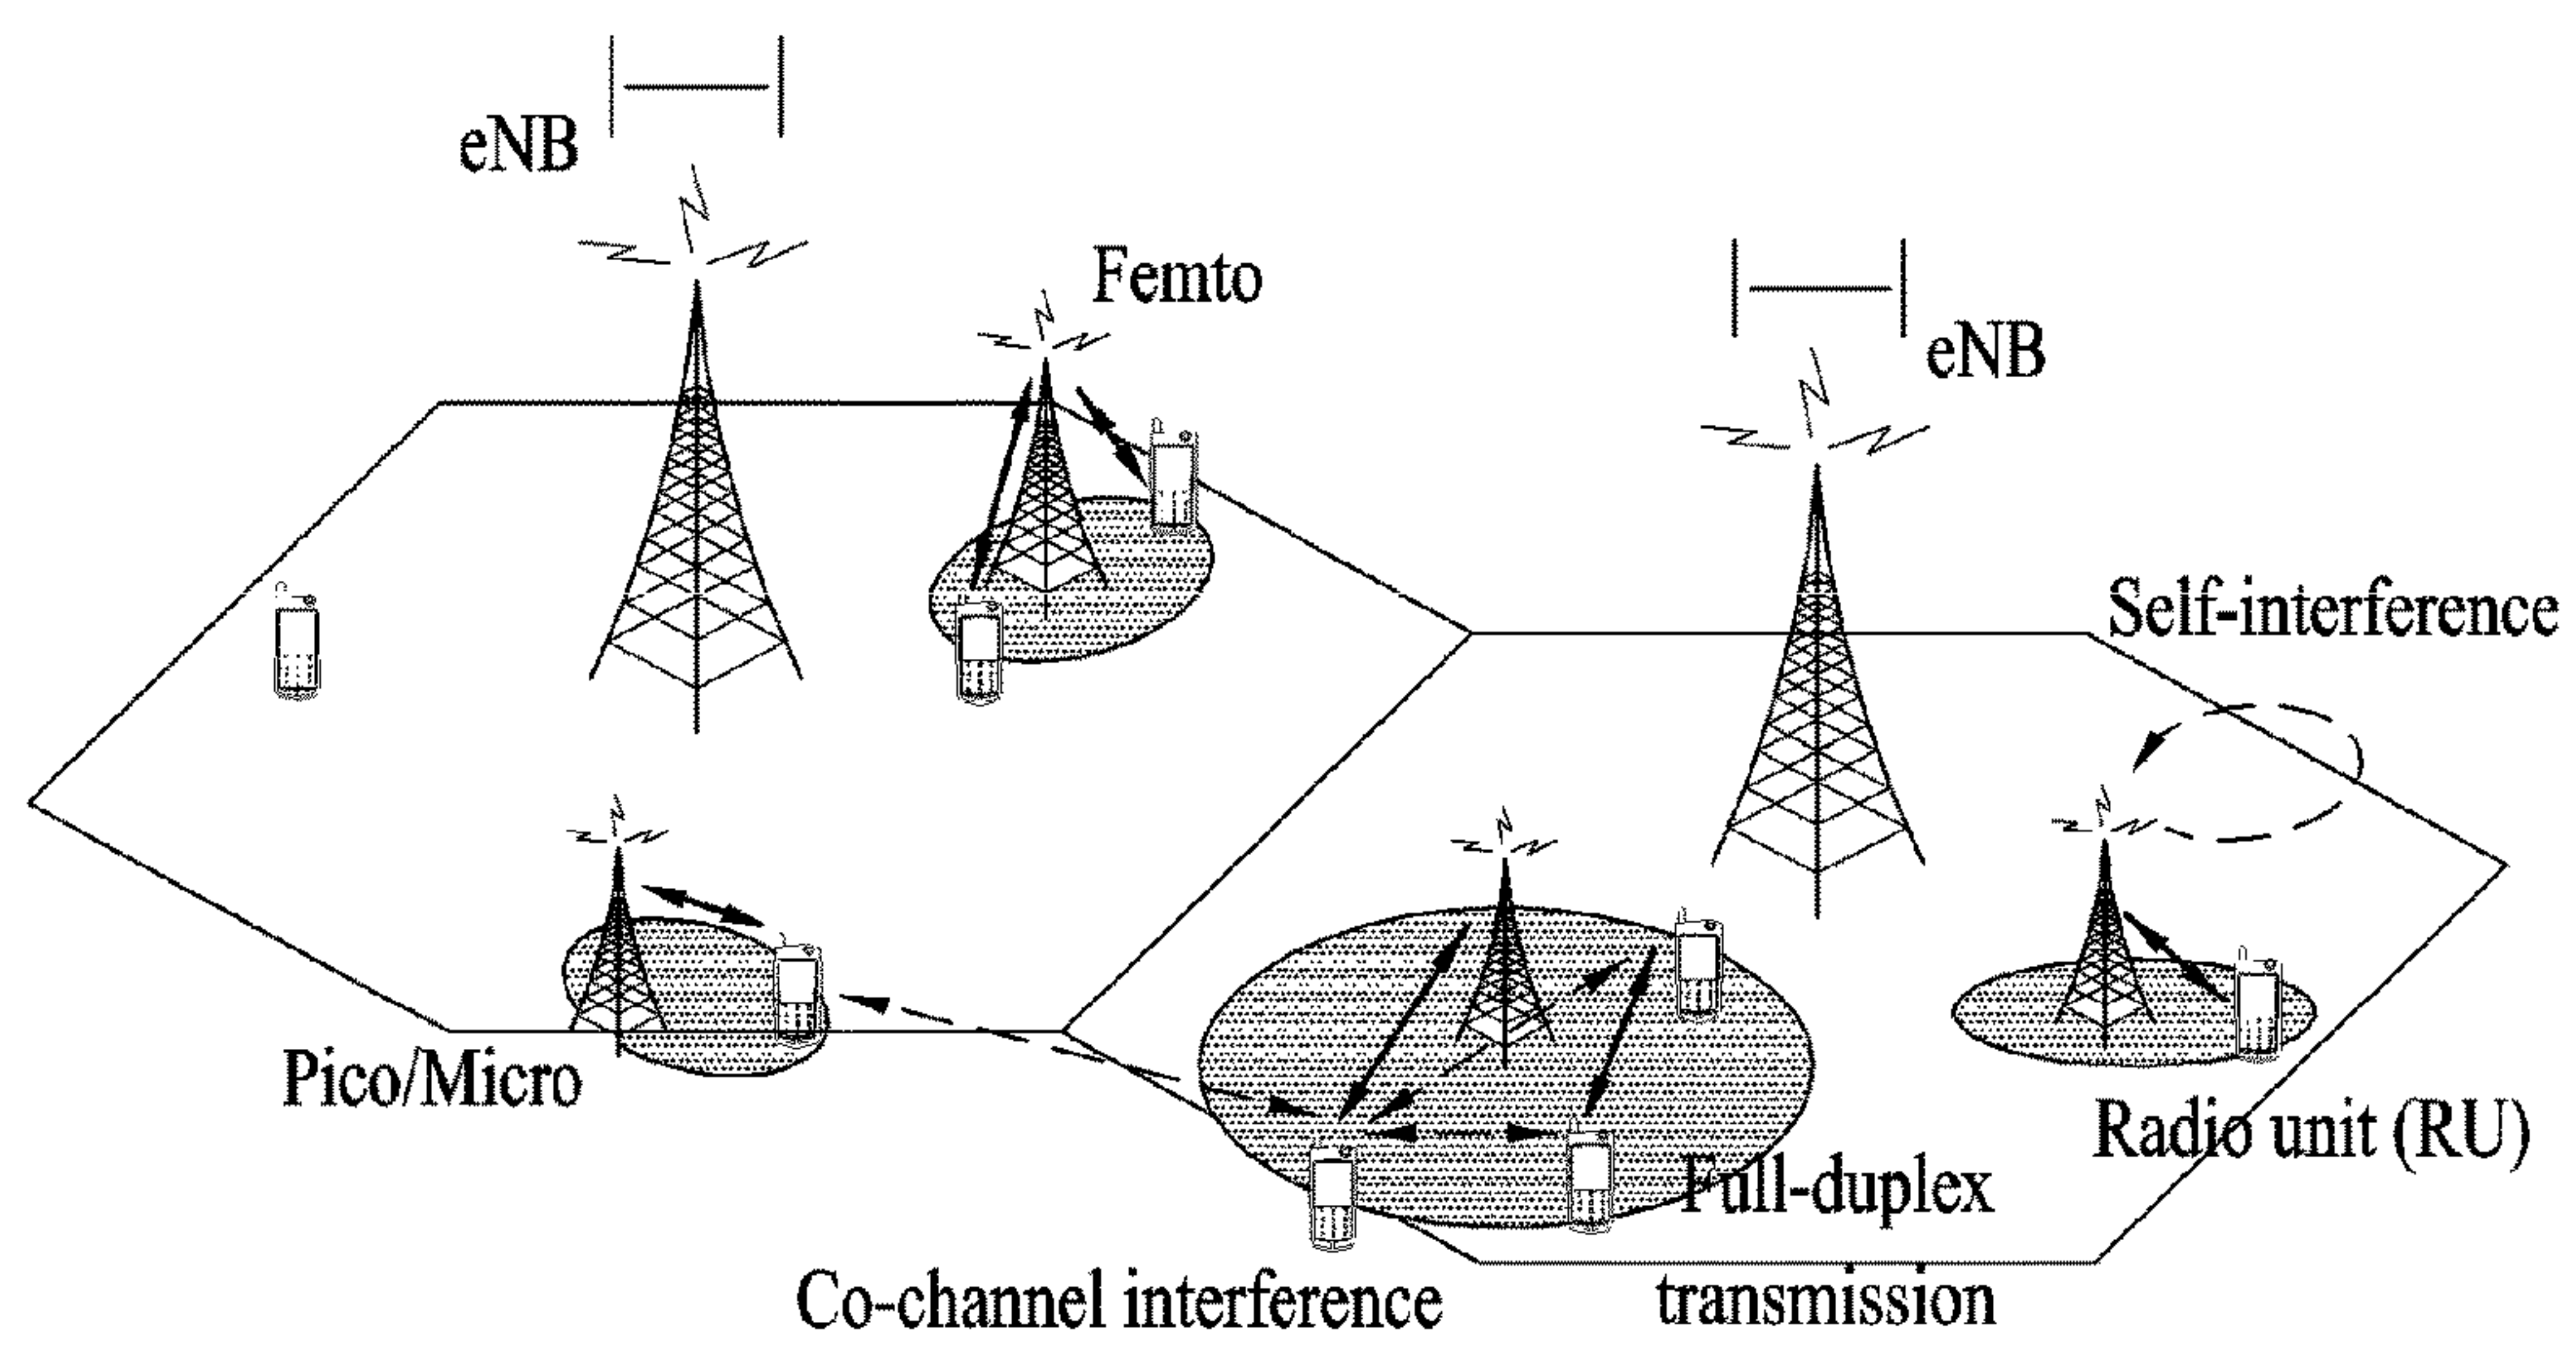 eNB
Femto
eNB
Self-interference
Pico/Micro
Radio unit (RU)
Full-duplex
transmission
Co-channel interference